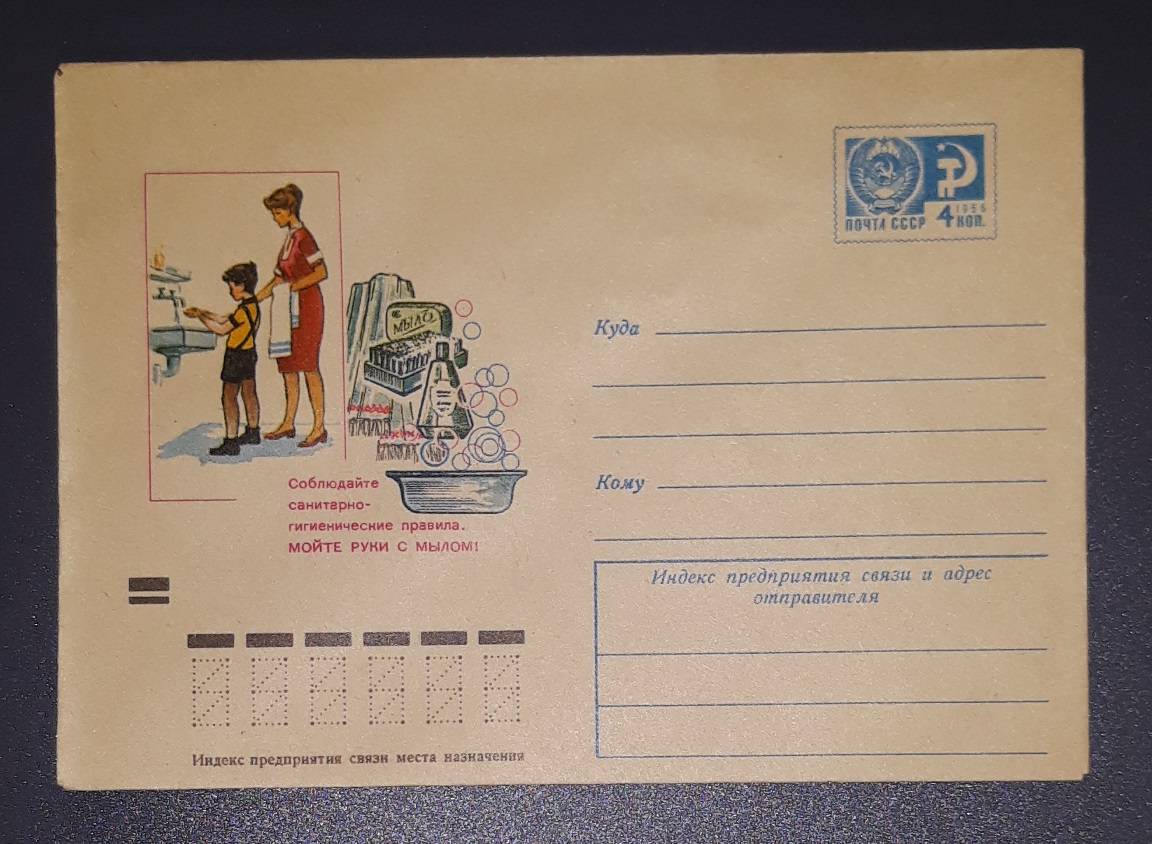 ПОЧТА СССР
4
1966
КОП.
МЫЛО
Соблюдайте
санитарно-
гигиенические правила.
МОЙТЕ РУКИ С МЫЛОМ!
Куда
Кому
Индекс предприятия связи и адрес
отправителя
Индекс предприятия связи места назначения